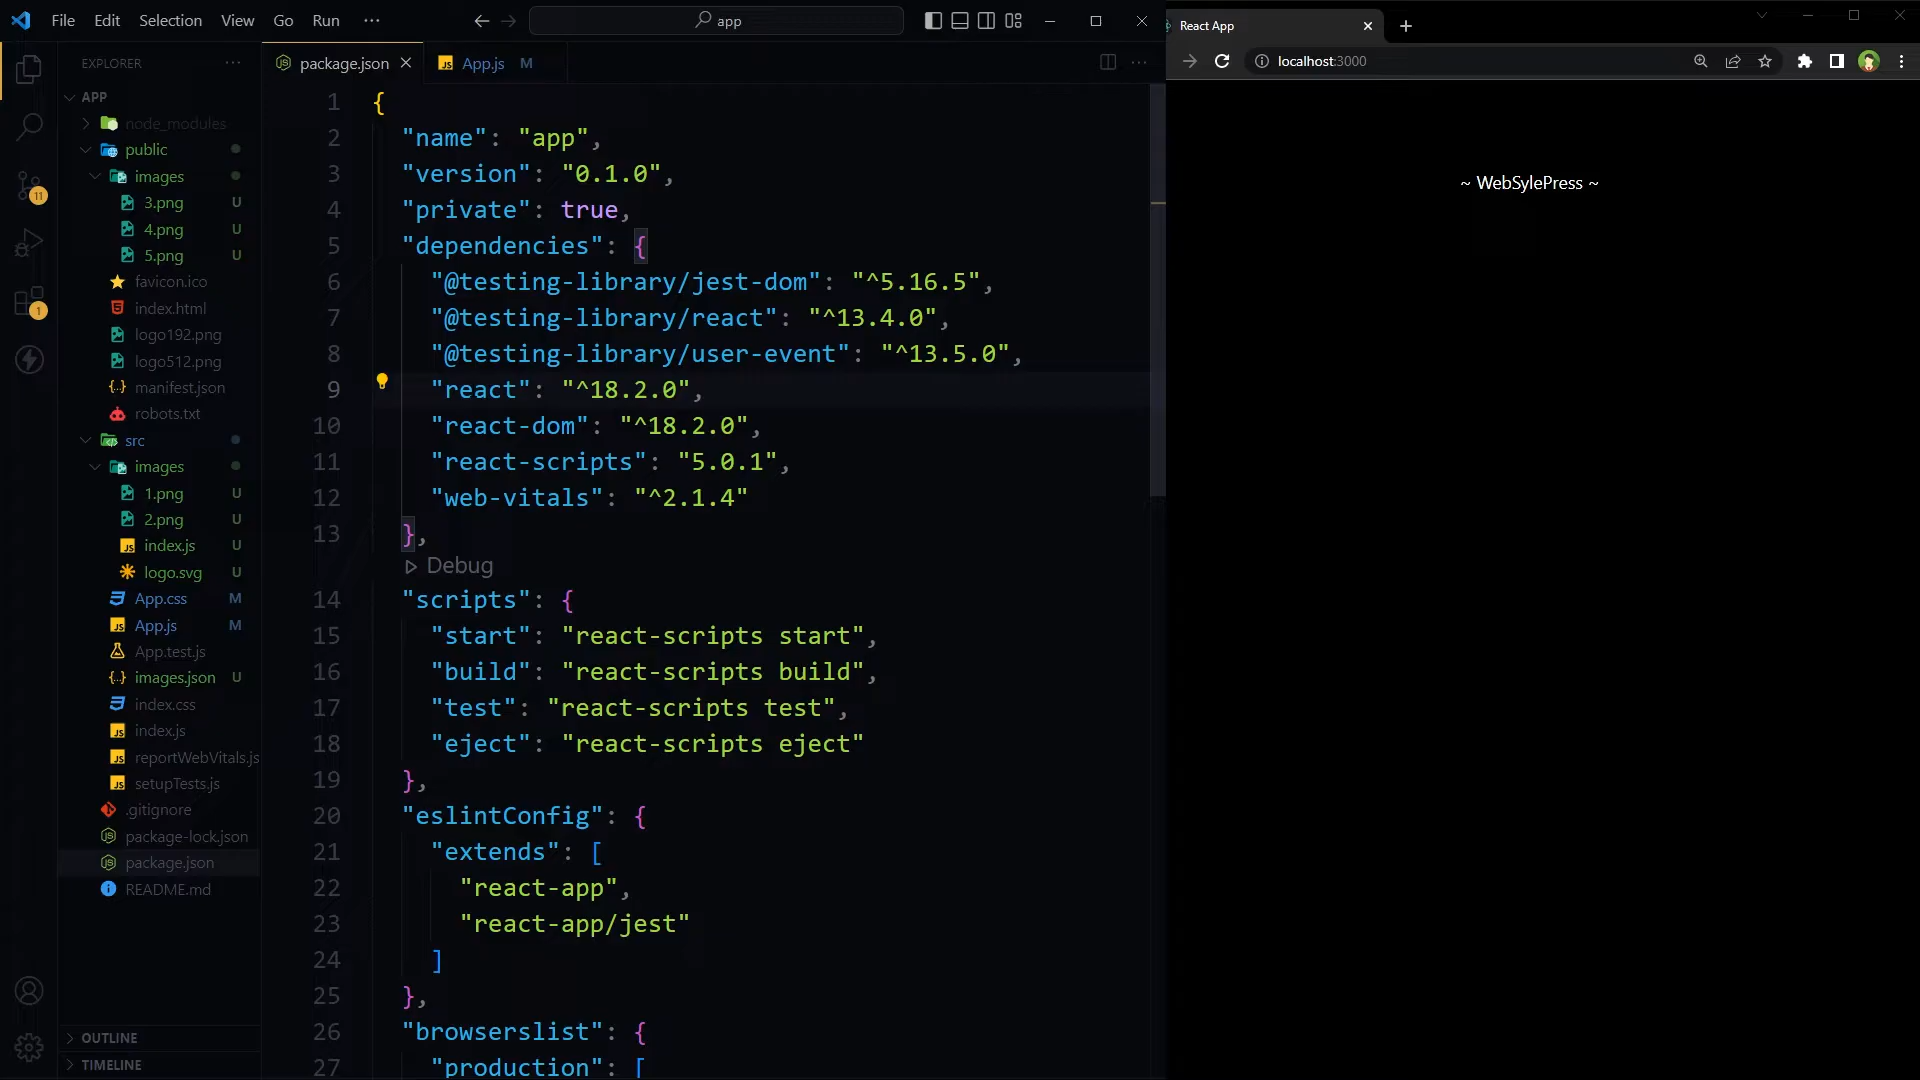 File Edit Selection View Go Run ···
app
React App
localhost:3000
EXPLORER
package.json
App.js M
APP
node_modules
public
images
3.png U
4.png U
5.png U
favicon.ico
index.html
logo192.png
logo512.png
manifest.json
robots.txt
src
images
1.png U
2.png U
index.js U
logo.svg U
App.css M
App.js M
App.test.js
images.json U
index.css
index.js
reportWebVitals.js
setupTests.js
.gitignore
package-lock.json
package.json
README.md
OUTLINE
TIMELINE
11
1
1 {
2 "name": "app",
3 "version": "0.1.0",
4 "private": true,
5 "dependencies": {
6 "@testing-library/jest-dom": "^5.16.5",
7 "@testing-library/react": "^13.4.0",
8 "@testing-library/user-event": "^13.5.0",
9 "react": "^18.2.0",
10 "react-dom": "^18.2.0",
11 "react-scripts": "5.0.1",
12 "web-vitals": "^2.1.4"
13 },
Debug
14 "scripts": {
15 "start": "react-scripts start",
16 "build": "react-scripts build",
17 "test": "react-scripts test",
18 "eject": "react-scripts eject"
19 },
20 "eslintConfig": {
21 "extends": [
22 "react-app",
23 "react-app/jest"
24 ]
25 },
26 "browserslist": {
27 "production": [
~ WebSylePress ~